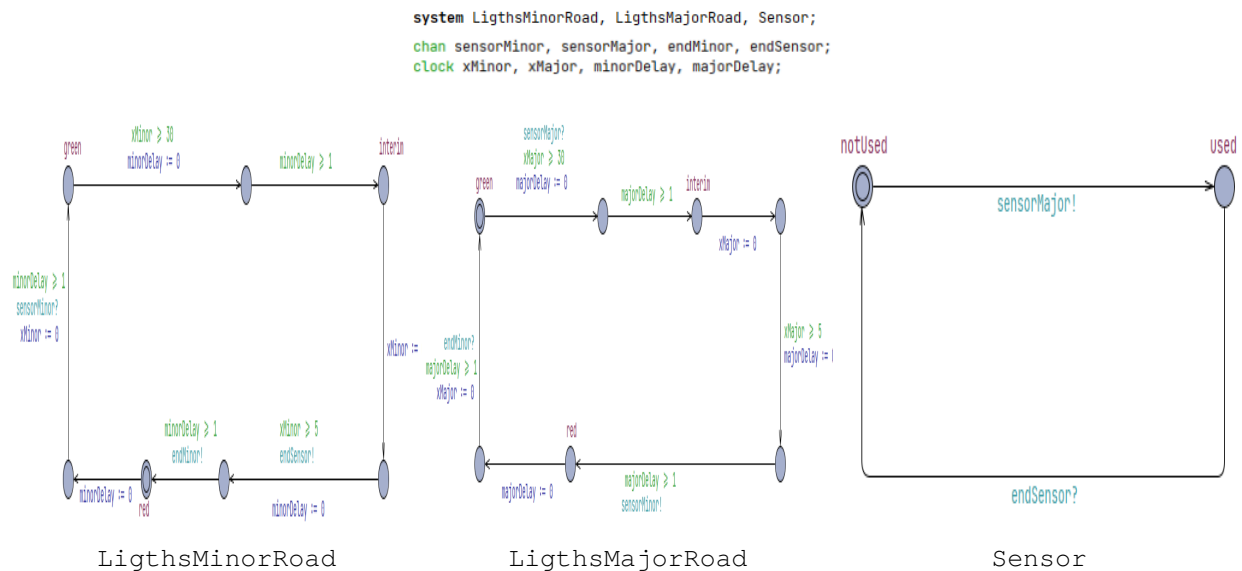 system LigthsMinorRoad, LigthsMajorRoad, Sensor;
chan sensorMinor, sensorMajor, endMinor, endSensor;
clock xMinor, xMajor, minorDelay, majorDelay;
green
xMinor ≥ 30
minorDelay := 0
minorDelay ≥ 1
interim
minorDelay ≥ 1
sensorMinor?
xMinor := 0
xMinor :=
minorDelay ≥ 1
endMinor!
xMinor ≥ 5
endSensor!
minorDelay := 0
red
minorDelay := 0
LigthsMinorRoad
sensorMajor?
xMajor ≥ 30
majorDelay := 0
green
majorDelay ≥ 1
interim
xMajor := 0
endMinor?
majorDelay ≥ 1
xMajor := 0
xMajor ≥ 5
majorDelay :=
red
majorDelay := 0
majorDelay ≥ 1
sensorMinor!
LigthsMajorRoad
notUsed
used
sensorMajor!
endSensor?
Sensor